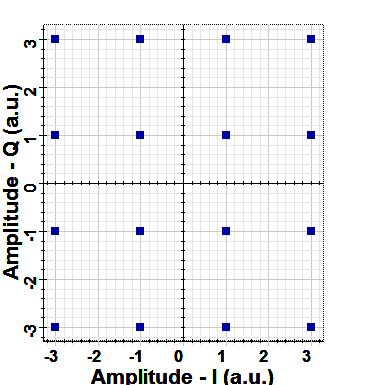 Amplitude - Q (a.u.)
3
2
1
0
-1
-2
-3
-3 -2 -1 0 1 2 3
Amplitude - I (a.u.)